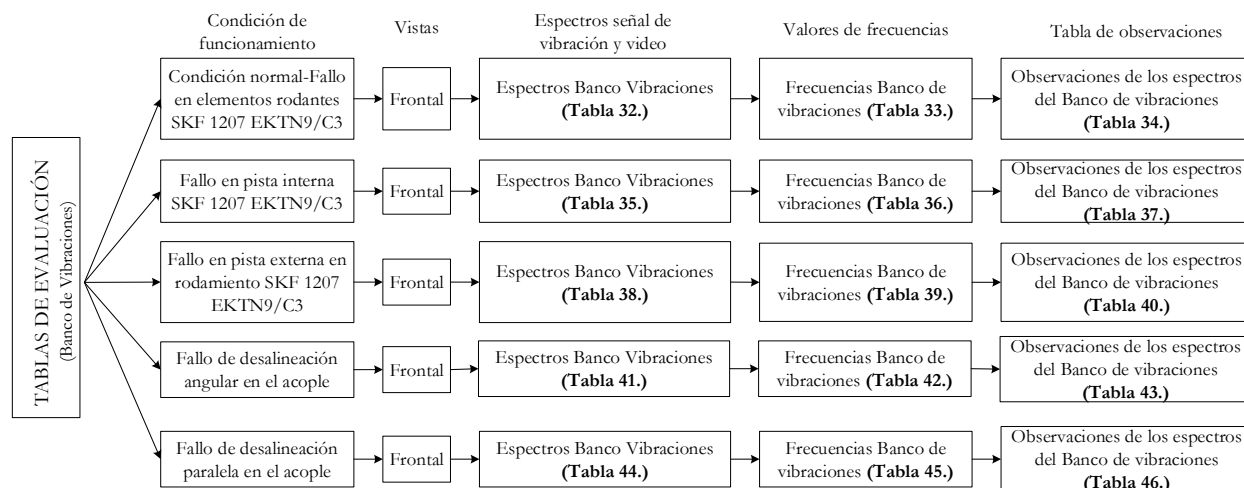 Condición de
funcionamiento
Vistas
Espectros señal de
vibración y video
Valores de frecuencias
Tabla de observaciones
TABLAS DE EVALUACIÓN
(Banco de Vibraciones)
Condición normal-Fallo
en elementos rodantes
SKF 1207 EKTN9/C3
Frontal
Espectros Banco Vibraciones
(Tabla 32.)
Frecuencias Banco de
vibraciones (Tabla 33.)
Observaciones de los espectros
del Banco de vibraciones
(Tabla 34.)
Fallo en pista interna
SKF 1207 EKTN9/C3
Frontal
Espectros Banco Vibraciones
(Tabla 35.)
Frecuencias Banco de
vibraciones (Tabla 36.)
Observaciones de los espectros
del Banco de vibraciones
(Tabla 37.)
Fallo en pista externa en
rodamiento SKF 1207
EKTN9/C3
Frontal
Espectros Banco Vibraciones
(Tabla 38.)
Frecuencias Banco de
vibraciones (Tabla 39.)
Observaciones de los espectros
del Banco de vibraciones
(Tabla 40.)
Fallo de desalineación
angular en el acople
Frontal
Espectros Banco Vibraciones
(Tabla 41.)
Frecuencias Banco de
vibraciones (Tabla 42.)
Observaciones de los espectros
del Banco de vibraciones
(Tabla 43.)
Fallo de desalineación
paralela en el acople
Frontal
Espectros Banco Vibraciones
(Tabla 44.)
Frecuencias Banco de
vibraciones (Tabla 45.)
Observaciones de los espectros
del Banco de vibraciones
(Tabla 46.)